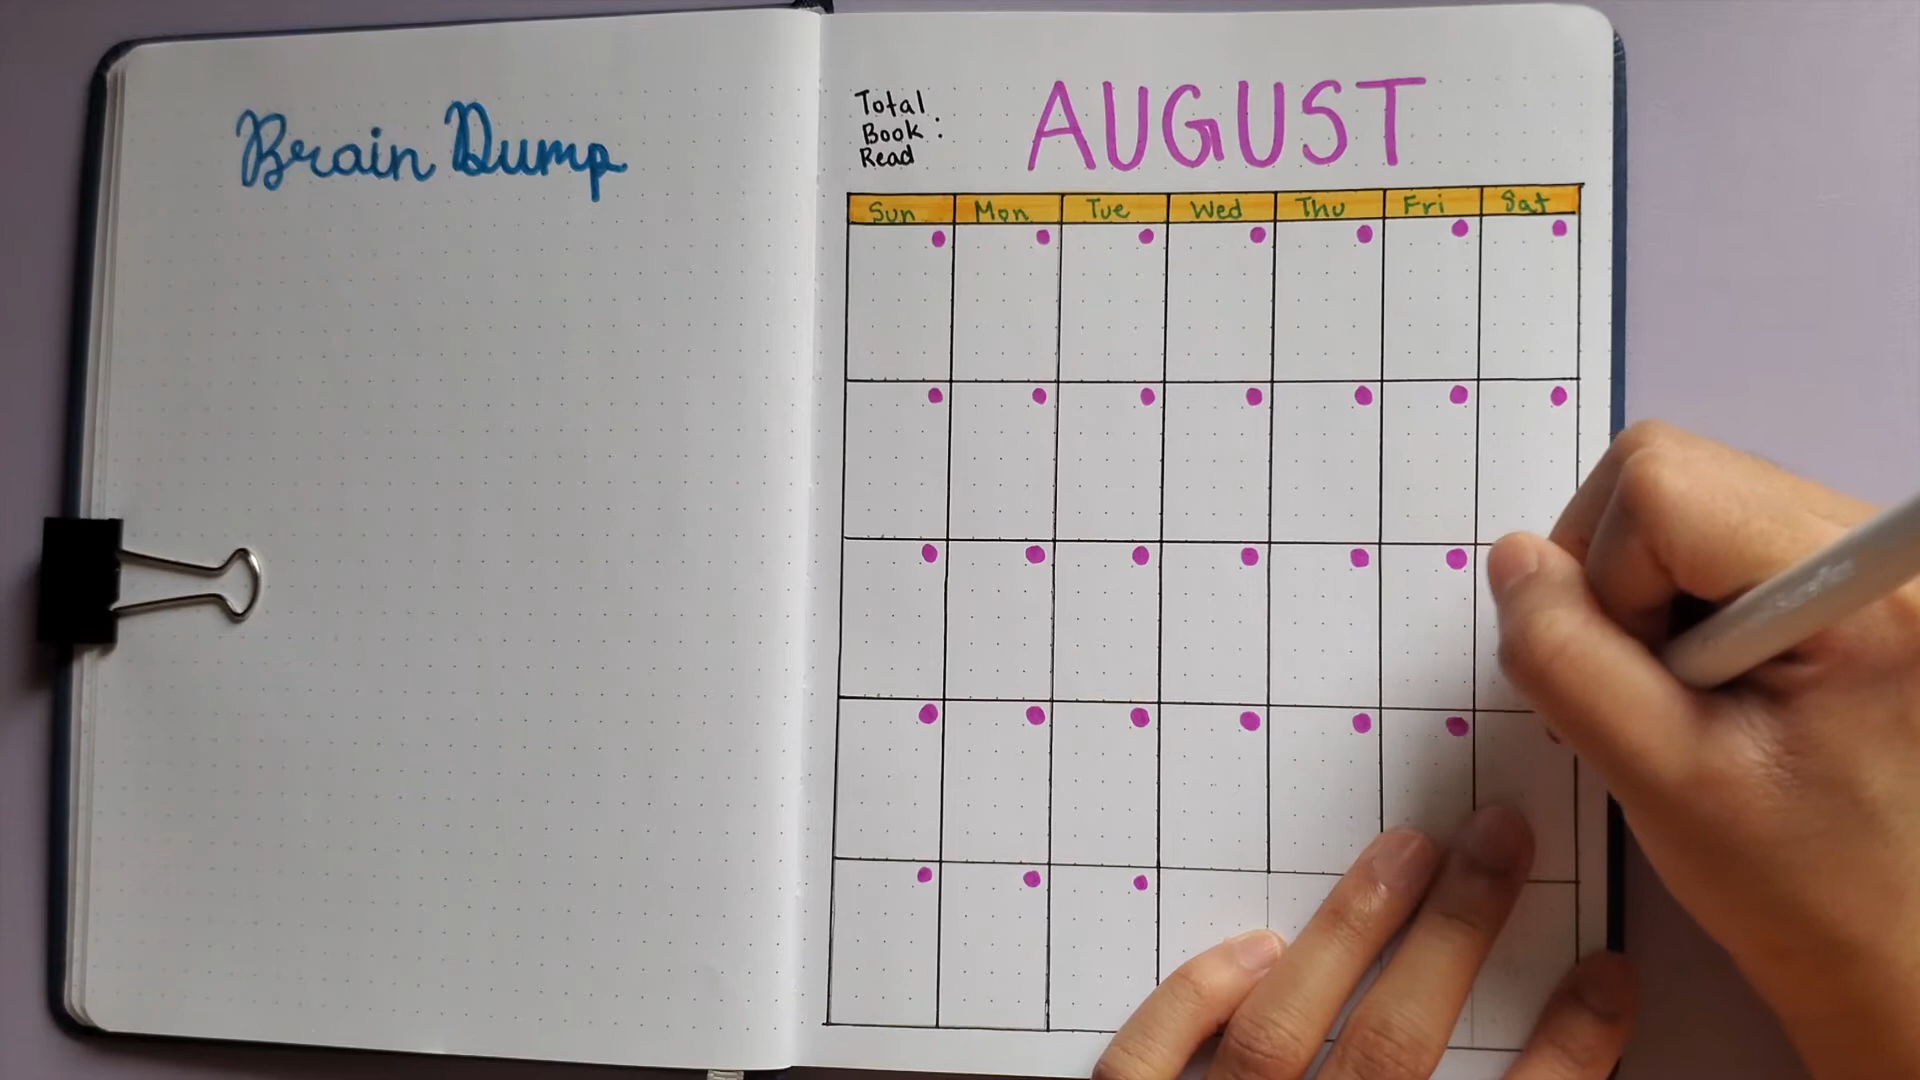 Brain Dump
AUGUST
Total
Book :
Read
Sun Mon Tue Wed Thu Fri Sat